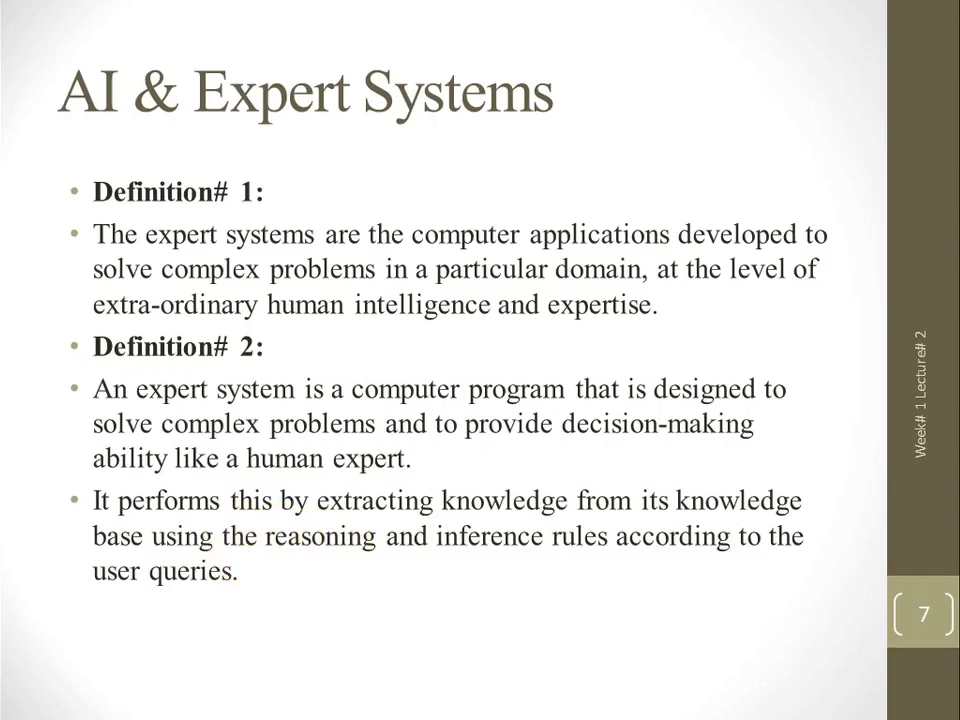 AI & Expert Systems
• Definition# 1:
• The expert systems are the computer applications developed to
solve complex problems in a particular domain, at the level of
extra-ordinary human intelligence and expertise.
• Definition# 2:
• An expert system is a computer program that is designed to
solve complex problems and to provide decision-making
ability like a human expert.
• It performs this by extracting knowledge from its knowledge
base using the reasoning and inference rules according to the
user queries.
Week# 1 Lecture# 2
7